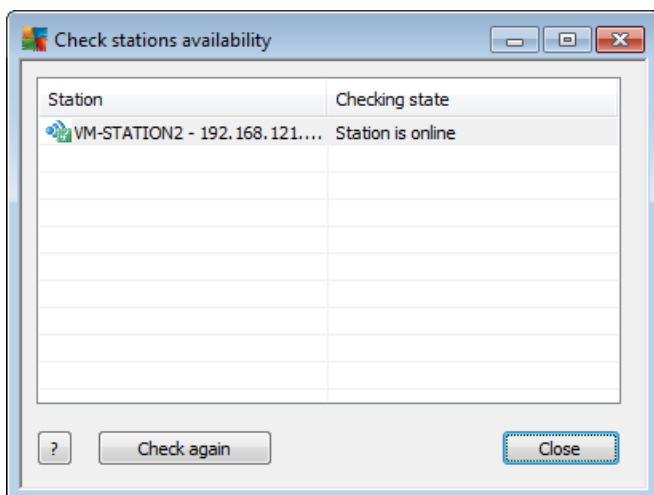 Check stations availability
Station Checking state
VM-STATION2 - 192.168.121.... Station is online
? Check again Close